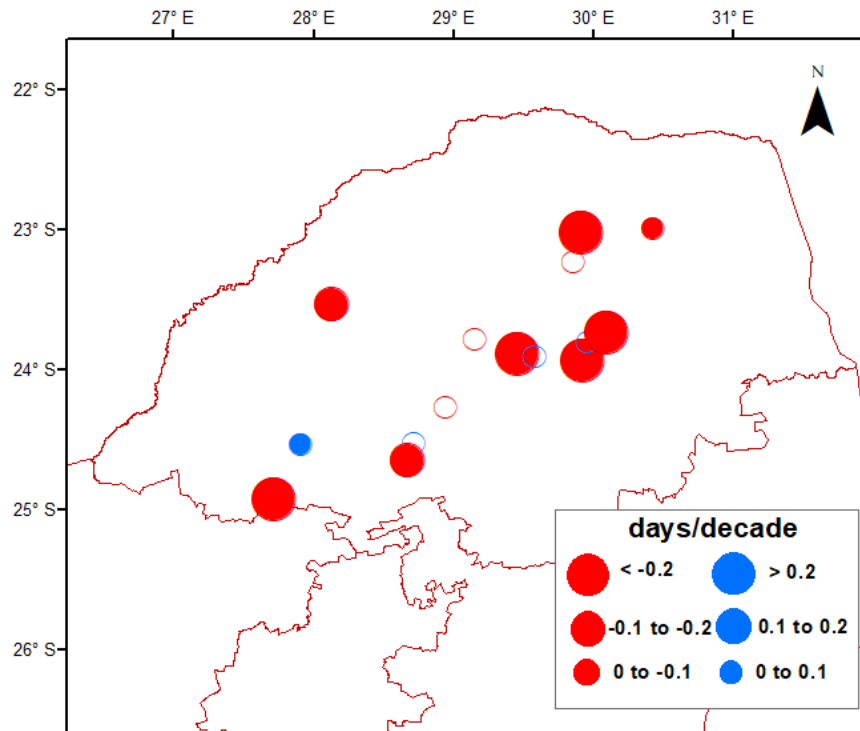 27° E 28° E 29° E 30° E 31° E
N
22° S
23° S
24° S
25° S
26° S
days/decade
< -0.2 > 0.2
-0.1 to -0.2 0.1 to 0.2
0 to -0.1 0 to 0.1